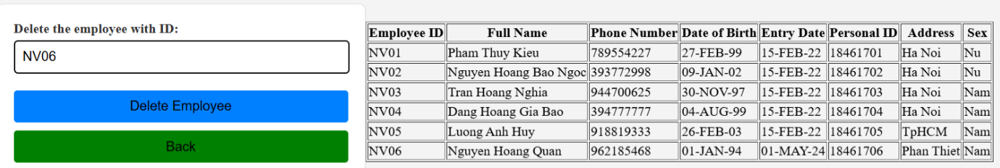 Delete the employee with ID:
NV06
Delete Employee
Back
Employee ID Full Name Phone Number Date of Birth Entry Date Personal ID Address Sex
NV01 Pham Thuy Kieu 789554227 27-FEB-99 15-FEB-22 18461701 Ha Noi Nu
NV02 Nguyen Hoang Bao Ngoc 393772998 09-JAN-02 15-FEB-22 18461702 Ha Noi Nu
NV03 Tran Hoang Nghia 944700625 30-NOV-97 15-FEB-22 18461703 Ha Noi Nam
NV04 Dang Hoang Gia Bao 394777777 04-AUG-99 15-FEB-22 18461704 Ha Noi Nam
NV05 Luong Anh Huy 918819333 26-FEB-03 15-FEB-22 18461705 TpHCM Nam
NV06 Nguyen Hoang Quan 962185468 01-JAN-94 01-MAY-24 18461706 Phan Thiet Nam